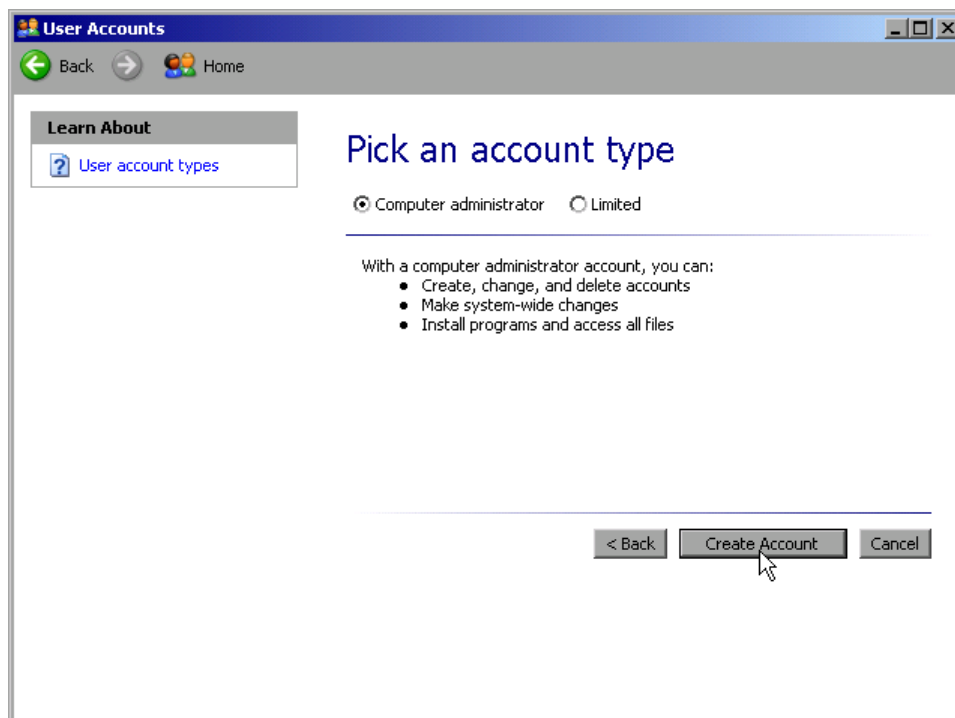 User Accounts
Back Home
Learn About
User account types
Pick an account type
Computer administrator Limited
With a computer administrator account, you can:
● Create, change, and delete accounts
● Make system-wide changes
● Install programs and access all files
< Back Create Account Cancel